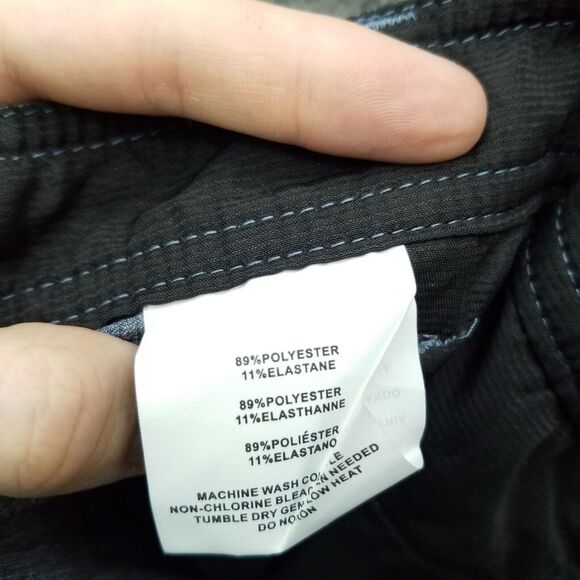 89%POLYESTER
11%ELASTANE
89%POLYESTER
11%ELASTHANNE
89%POLIÉSTER
11%ELASTANO
MACHINE WASH
NON-CHLORINE NEEDED
TUMBLE DRY LOW HEAT
DO